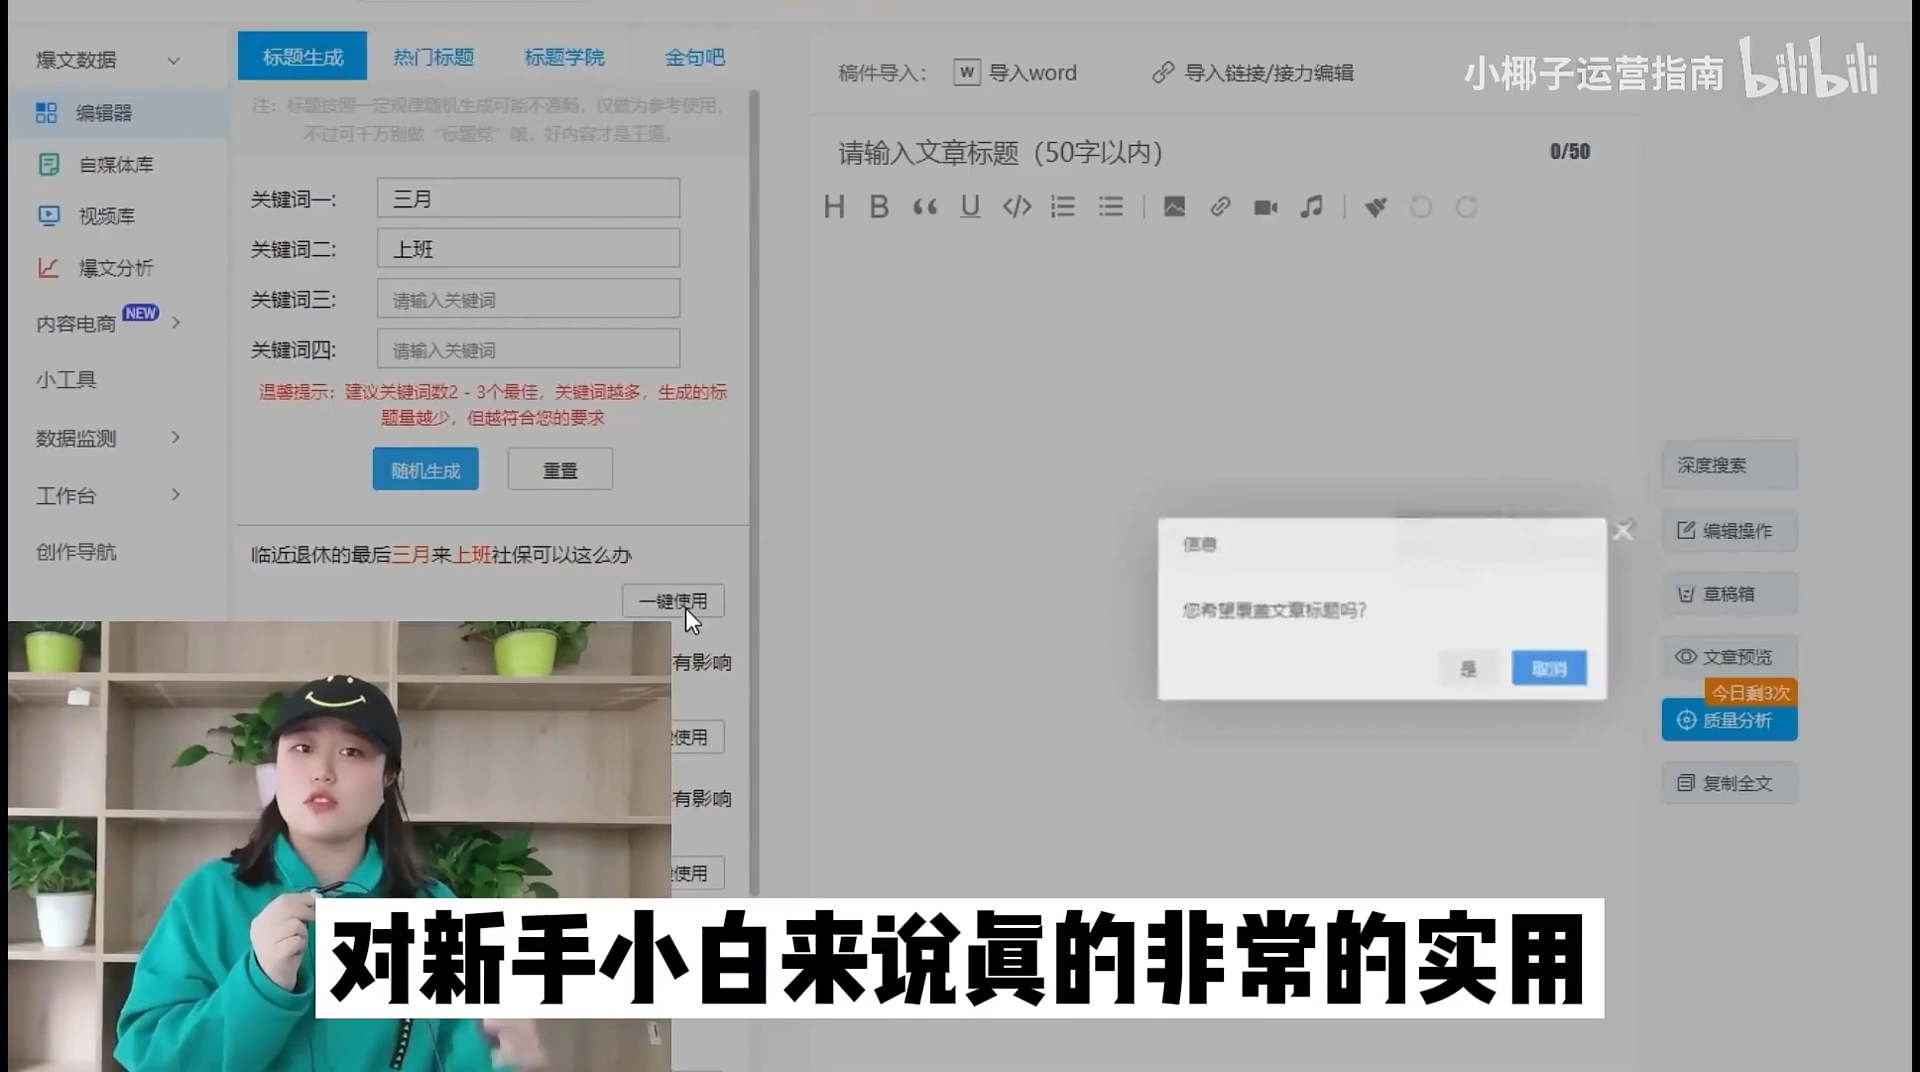 爆文数据
编辑器
自媒体库
视频库
爆文分析
内容电商 NEW
小工具
数据监测
工作台
创作导航
标题生成 热门标题 标题学院 金句吧
注：标题按照一定规律随机生成可能不通畅，仅做为参考使用，
不过可千万别做“标题党”哦，好内容才是王道。
关键词一: 三月
关键词二: 上班
关键词三: 请输入关键词
关键词四: 请输入关键词
温馨提示：建议关键词数2 - 3个最佳，关键词越多，生成的标
题量越少，但越符合您的要求
随机生成 重置
临近退休的最后三月来上班社保可以这么办
一键使用
有影响
使用
有影响
使用
稿件导入： W 导入word 导入链接/接力编辑
小椰子运营指南 bilibili
请输入文章标题（50字以内） 0/50
H B U
信息
您希望覆盖文章标题吗?
是 取消
深度搜索
编辑操作
草稿箱
文章预览
今日剩3次
质量分析
复制全文
对新手小白来说真的非常的实用